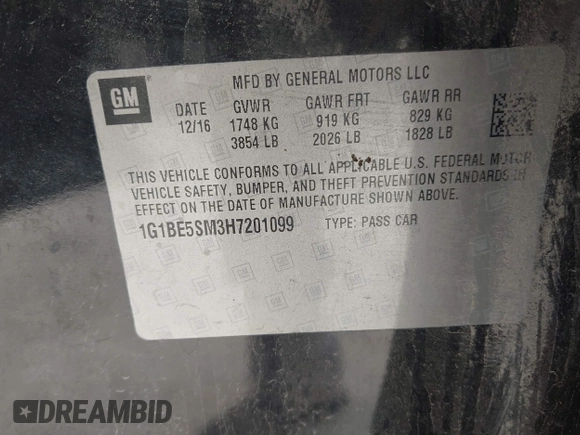 GM
MFD BY GENERAL MOTORS LLC
DATE GVWR GAWR FRT GAWR RR
12/16 1748 KG 919 KG 829 KG
3854 LB 2026 LB 1828 LB
THIS VEHICLE CONFORMS TO ALL APPLICABLE U.S. FEDERAL MOTOR
VEHICLE SAFETY, BUMPER, AND THEFT PREVENTION STANDARDS IN
EFFECT ON THE DATE OF MANUFACTURE SHOWN ABOVE.
1G1BE5SM3H7201099 TYPE: PASS CAR
DREAMBID